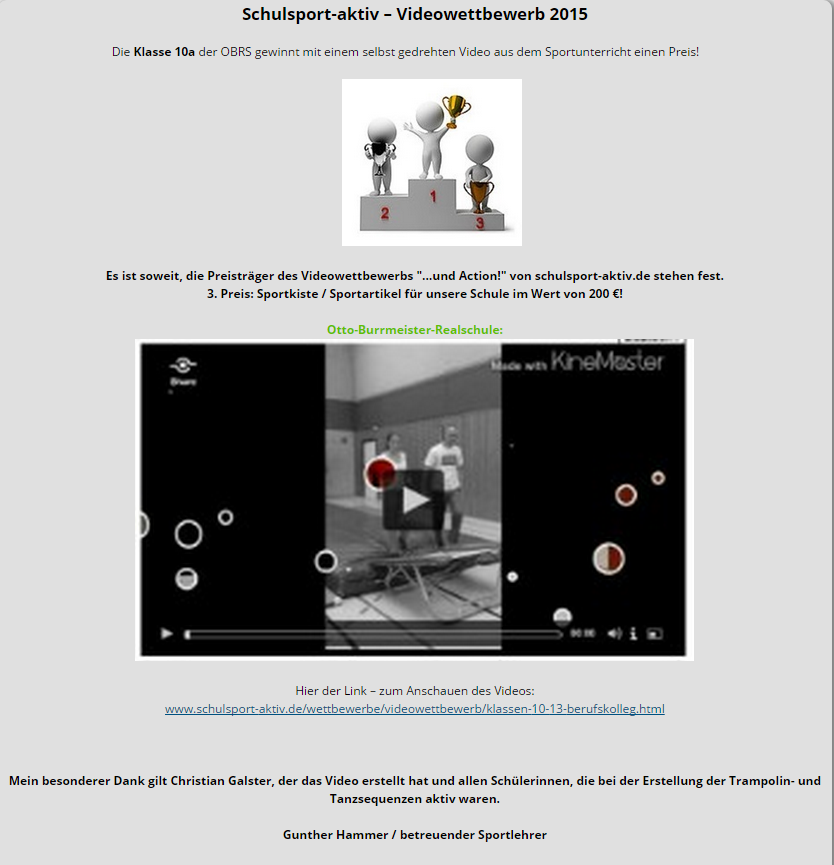 Schulsport-aktiv – Videowettbewerb 2015
Die Klasse 10a der OBRS gewinnt mit einem selbst gedrehten Video aus dem Sportunterricht einen Preis!
2
1
3
Es ist soweit, die Preisträger des Videowettbewerbs "...und Action!" von schulsport-aktiv.de stehen fest.
3. Preis: Sportkiste / Sportartikel für unsere Schule im Wert von 200 €!
Otto-Burrmeister-Realschule:
Made with KineMaster
Share
00:00
Hier der Link – zum Anschauen des Videos:
www.schulsport-aktiv.de/wettbewerbe/videowettbewerb/klassen-10-13-berufskolleg.html
Mein besonderer Dank gilt Christian Galster, der das Video erstellt hat und allen Schülerinnen, die bei der Erstellung der Trampolin- und
Tanzsequenzen aktiv waren.
Gunther Hammer / betreuender Sportlehrer